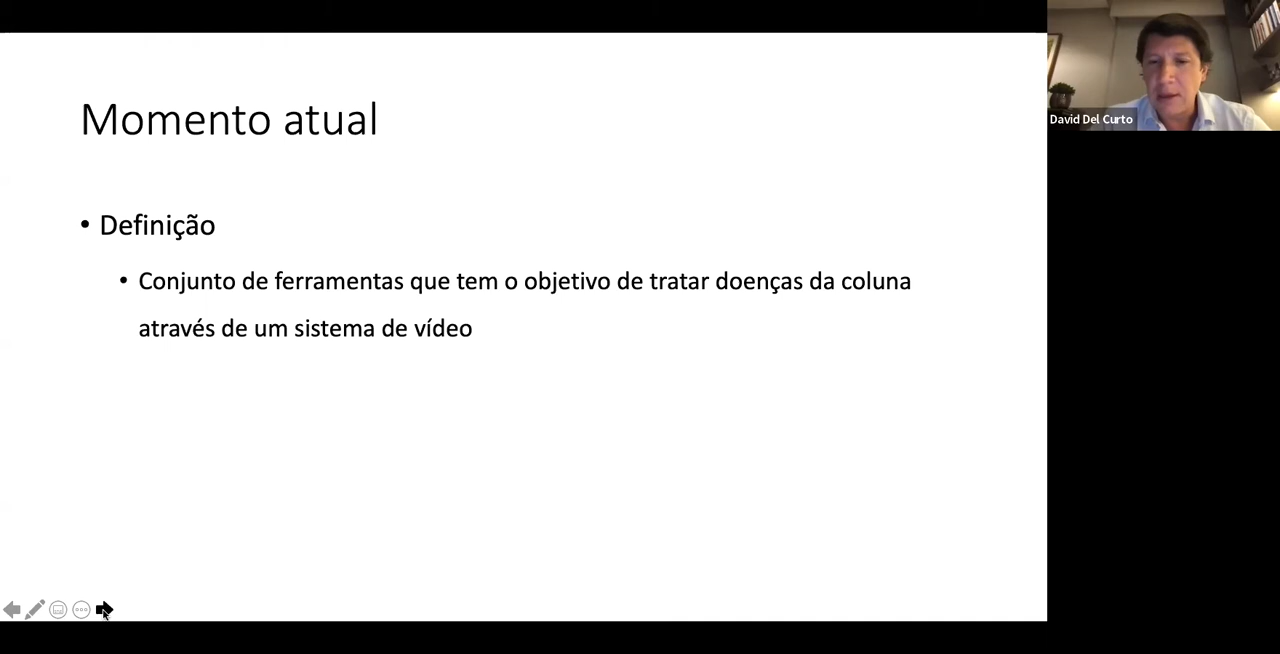 Momento atual
• Definição
• Conjunto de ferramentas que tem o objetivo de tratar doenças da coluna
através de um sistema de vídeo
David Del Curto